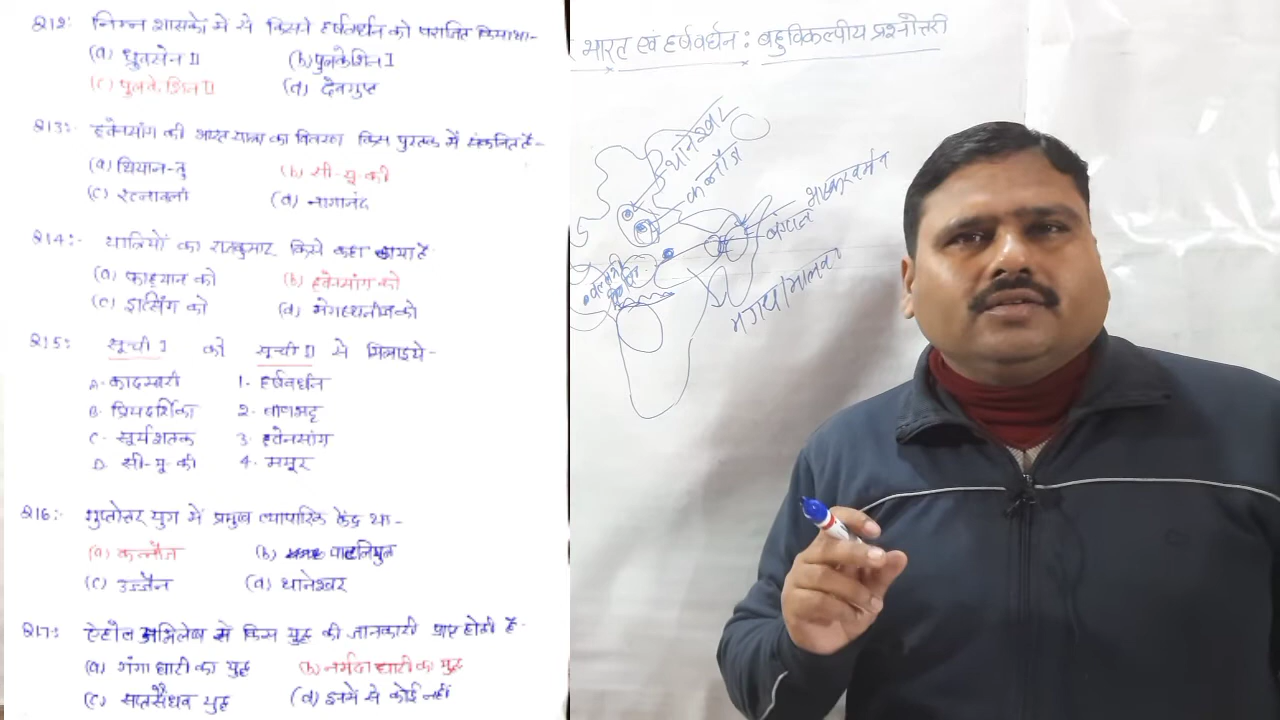 Q12:- निम्न शासकों में से किसने हर्षवर्धन को पराजित किया था-
(a) ध्रुवसेन II (b) पुलकेशिन I
(c) पुलकेशिन II (d) देवगुप्त
Q13:- ह्वेनसांग की भारत यात्रा का विवरण किस पुस्तक में संकलित है-
(a) सी-यू-की
(c) रत्नावली (d) नागानंद
Q14:- यात्रियों का राजकुमार किसे कहा गया है
(a) फाह्यान को (b) ह्वेनसांग को
(c) इत्सिंग को (d) मेगस्थनीज को
Q15: सूची I को सूची II से मिलाइये-
A. कादम्बरी 1. हर्षवर्धन
B. प्रियदर्शिका 2. बाणभट्ट
C. सूर्यशतक 3. ह्वेनसांग
D. सी-यू-की 4. मयूर
Q16:- गुप्तोत्तर युग में प्रमुख व्यापारिक केंद्र था-
(a) कन्नौज (b) पाटलिपुत्र
(c) उज्जैन (d) थानेश्वर
Q17: ऐहोल अभिलेख से किस युद्ध की जानकारी प्राप्त होती है-
(a) गंगा घाटी का युद्ध (b) नर्मदा घाटी का युद्ध
(c) सप्तसैंधव युद्ध (d) इनमें से कोई नहीं
भारत एवं हर्षवर्धन : बहुविकल्पीय प्रश्नोत्तरी
थानेश्वर
कन्नौज
भास्करवर्मन
बंगाल
मगध/मालवा